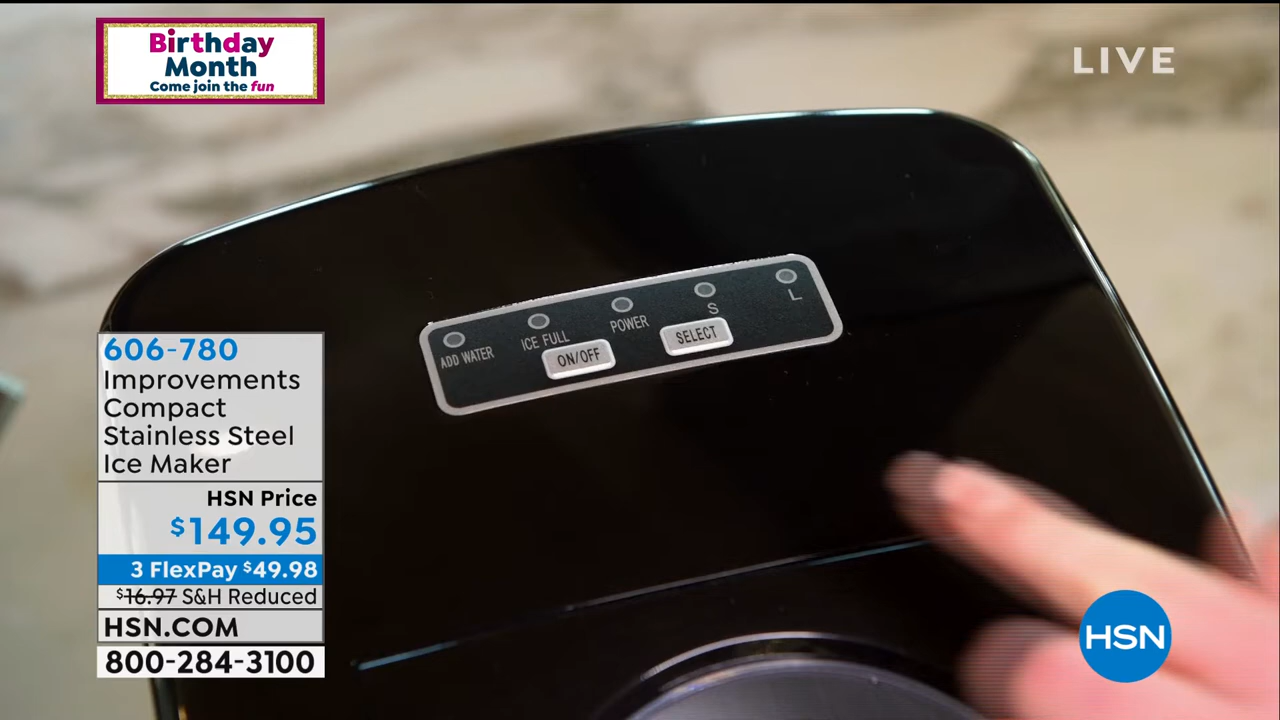 Birthday
Month
Come join the fun
LIVE
ADD WATER
ICE FULL
POWER
S
L
ON/OFF
SELECT
606-780
Improvements
Compact
Stainless Steel
Ice Maker
HSN Price
$149.95
3 FlexPay $49.98
$16.97 S&H Reduced
HSN.COM
800-284-3100
HSN